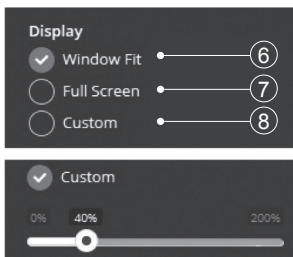 Display
Window Fit 6
Full Screen 7
Custom 8
Custom
0% 40% 200%